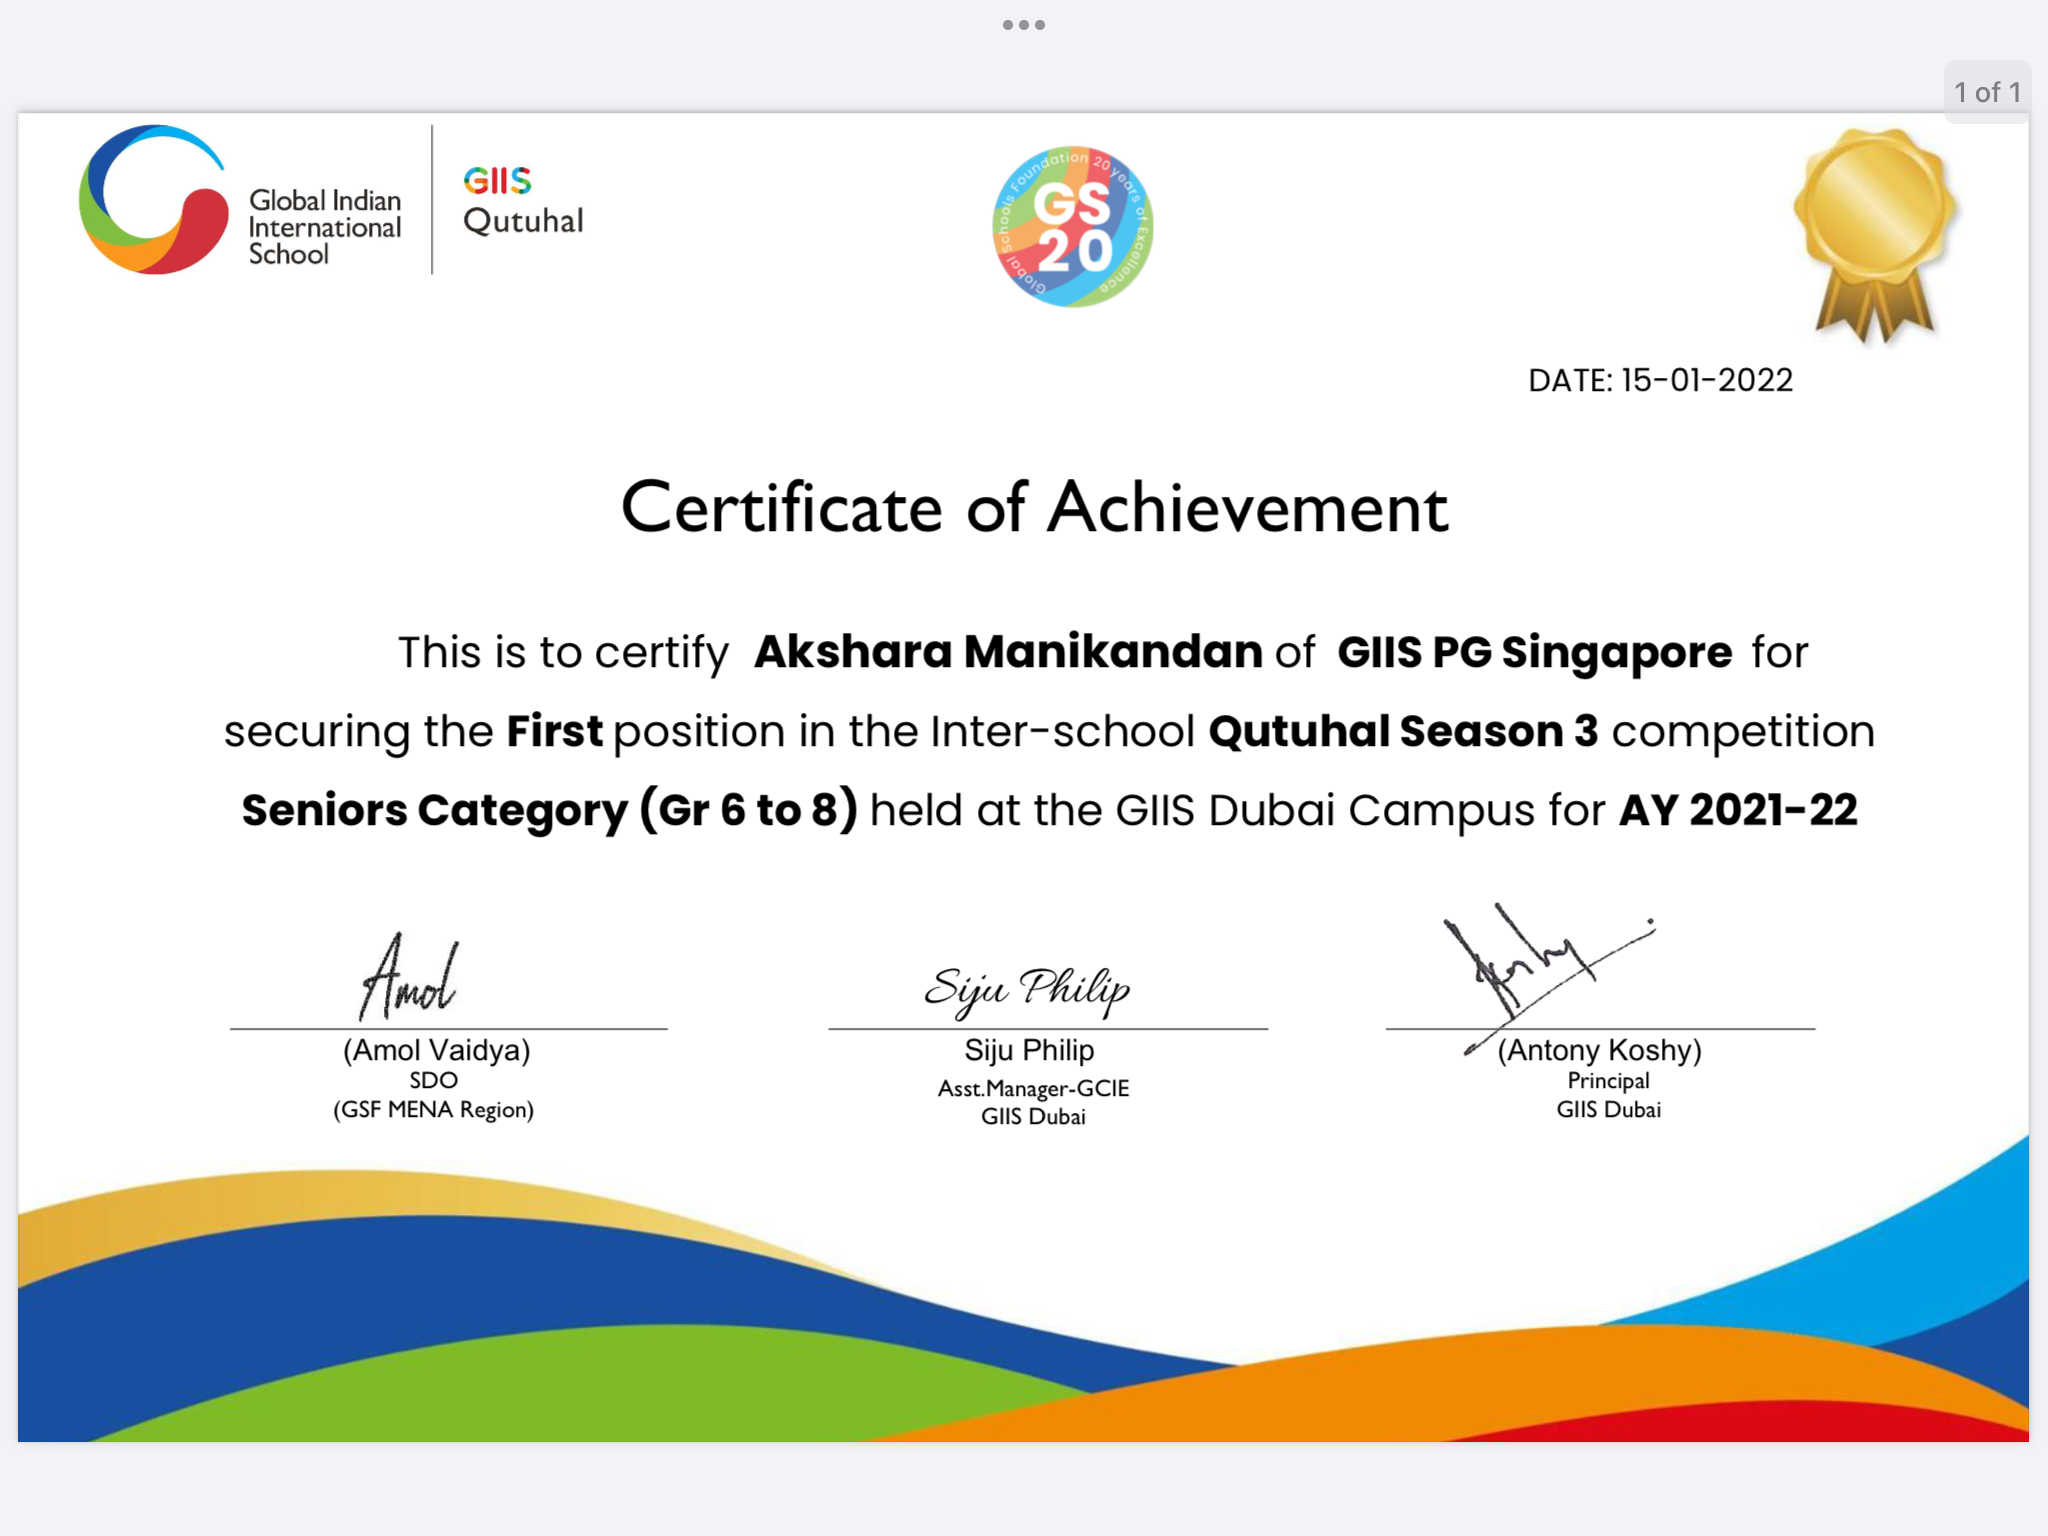 1 of 1
Global Indian
International
School
GIIS
Qutuhal
Global Schools Foundation 20 years of Excellence
GS
20
DATE: 15-01-2022
Certificate of Achievement
This is to certify Akshara Manikandan of GIIS PG Singapore for
securing the First position in the Inter-school Qutuhal Season 3 competition
Seniors Category (Gr 6 to 8) held at the GIIS Dubai Campus for AY 2021-22
Amol
Siju Philip
Koshy
(Amol Vaidya)
SDO
(GSF MENA Region)
Siju Philip
Asst.Manager-GCIE
GIIS Dubai
(Antony Koshy)
Principal
GIIS Dubai